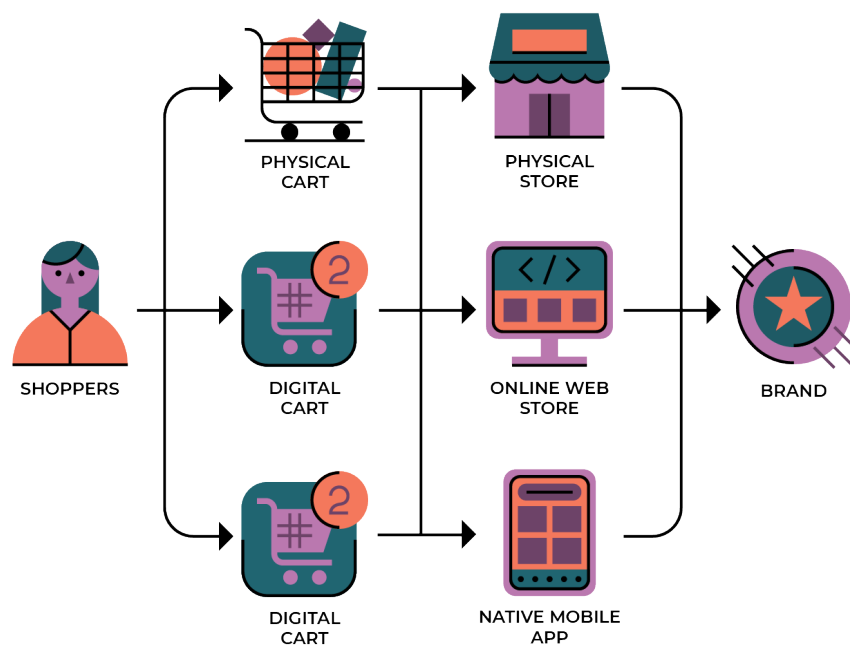 PHYSICAL
CART
PHYSICAL
STORE
2
SHOPPERS
DIGITAL
CART
</>
ONLINE WEB
STORE
BRAND
2
DIGITAL
CART
NATIVE MOBILE
APP